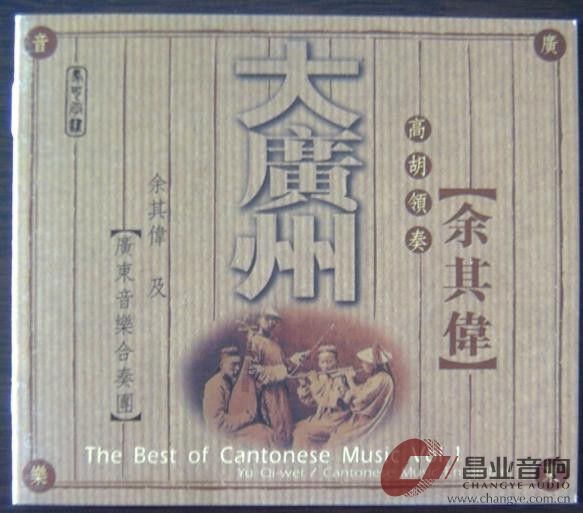 廣
音
樂
大廣州
高胡領奏
【余其偉】
余其偉 及
【廣東音樂合奏團】
The Best of Cantonese Music Vol.1
Yu Qi-wei / Cantonese Music
昌业音响
CHANGYE AUDIO
www.changye.com.cn